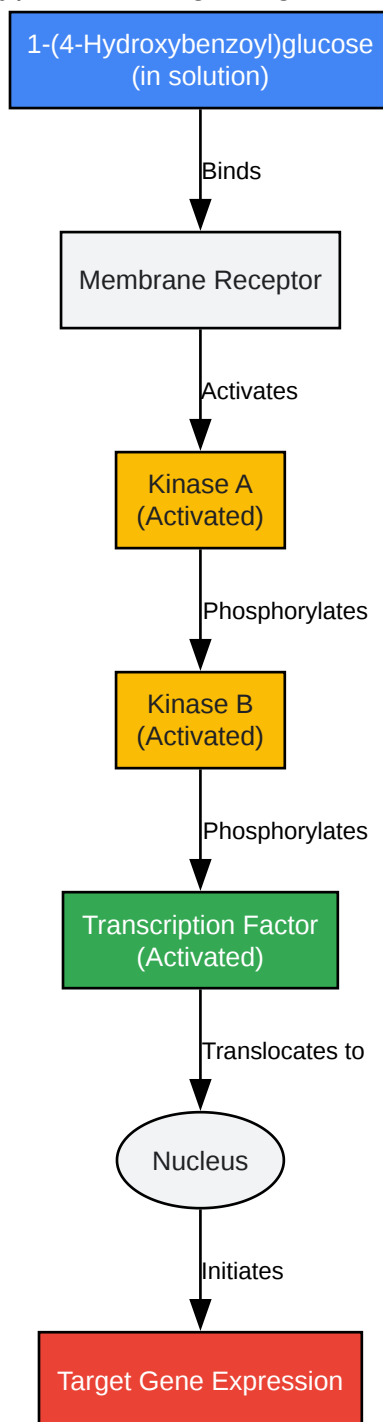 1-(4-Hydroxybenzoyl)glucose
(in solution)
Binds
Membrane Receptor
Activates
Kinase A
(Activated)
Phosphorylates
Kinase B
(Activated)
Phosphorylates
Transcription Factor
(Activated)
Translocates to
Nucleus
Initiates
Target Gene Expression